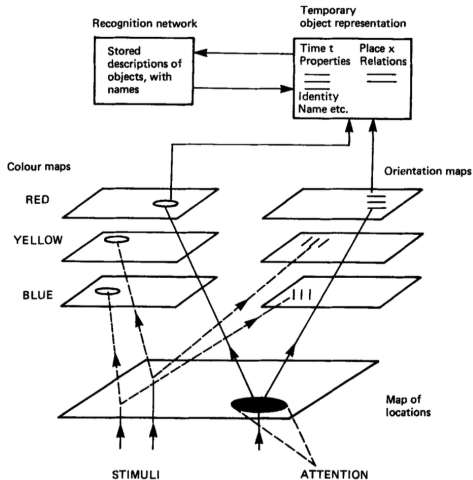 Recognition network
Stored
descriptions of
objects, with
names
Temporary
object representation
Time t Place x
Properties Relations
Identity
Name etc.
Colour maps
Orientation maps
RED
YELLOW
BLUE
Map of
locations
STIMULI
ATTENTION